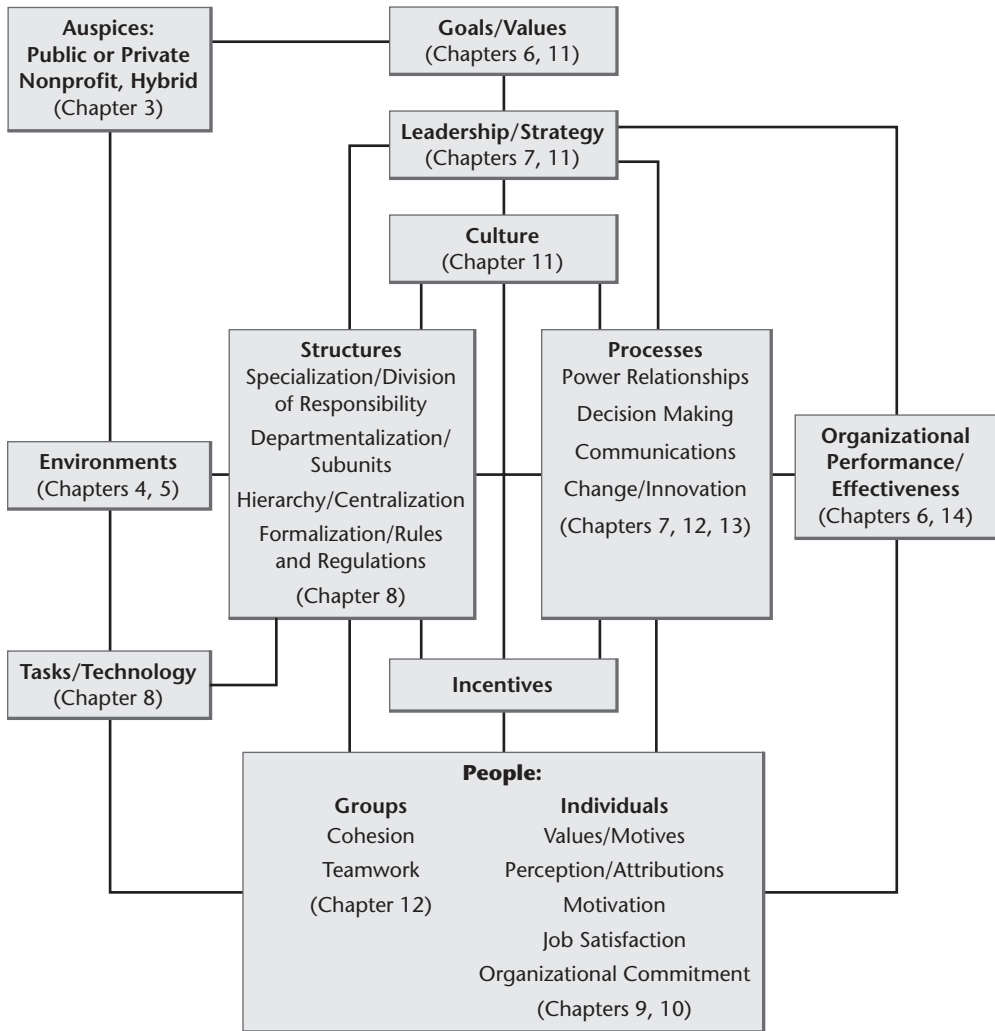 Auspices:
Public or Private
Nonprofit, Hybrid
(Chapter 3)
Goals/Values
(Chapters 6, 11)
Leadership/Strategy
(Chapters 7, 11)
Culture
(Chapter 11)
Structures
Specialization/Division
of Responsibility
Departmentalization/
Subunits
Hierarchy/Centralization
Formalization/Rules
and Regulations
(Chapter 8)
Processes
Power Relationships
Decision Making
Communications
Change/Innovation
(Chapters 7, 12, 13)
Organizational
Performance/
Effectiveness
(Chapters 6, 14)
Environments
(Chapters 4, 5)
Tasks/Technology
(Chapter 8)
Incentives
People:
Groups
Cohesion
Teamwork
(Chapter 12)
Individuals
Values/Motives
Perception/Attributions
Motivation
Job Satisfaction
Organizational Commitment
(Chapters 9, 10)